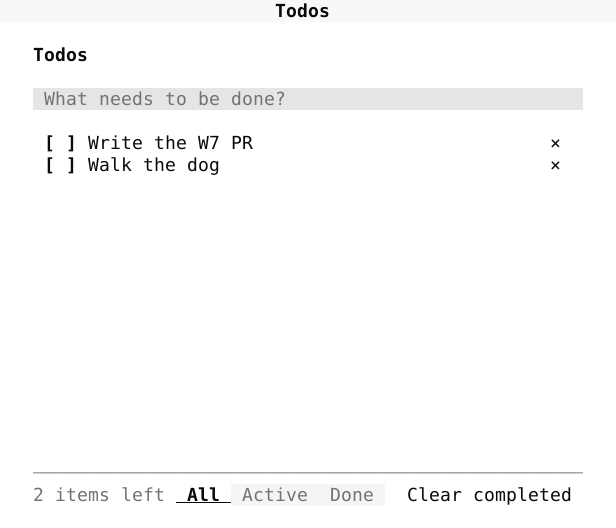 Todos
Todos
What needs to be done?
[ ] Write the W7 PR ×
[ ] Walk the dog ×
2 items left All Active Done Clear completed